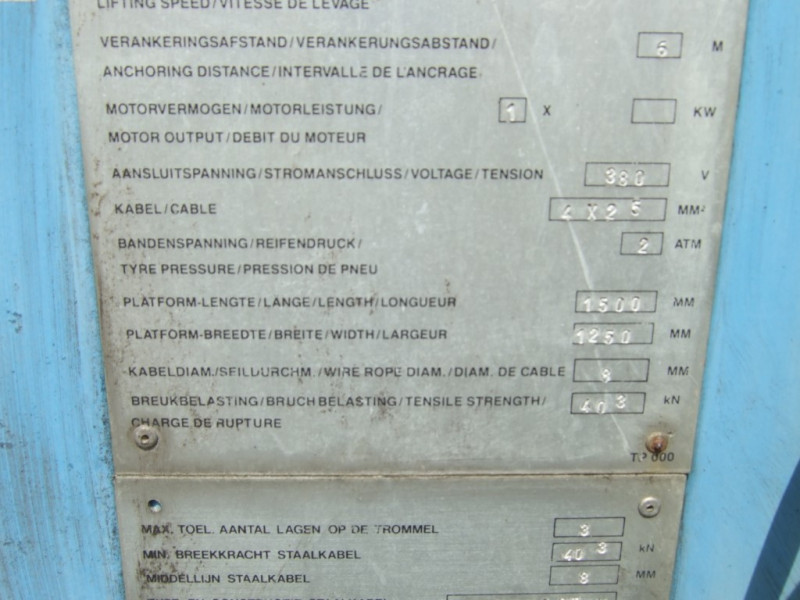 LIFTING SPEED/VITESSE DE LEVAGE
VERANKERINGSAFSTAND/VERANKERUNGSABSTAND/ 6 M
ANCHORING DISTANCE/INTERVALLE DE L'ANCRAGE
MOTORVERMOGEN/MOTORLEISTUNG/ 1 X KW
MOTOR OUTPUT/DEBIT DU MOTEUR
AANSLUITSPANNING/STROMANSCHLUSS/VOLTAGE/TENSION 380 V
KABEL/CABLE 4 X 2 5 MM²
BANDENSPANNING/REIFENDRUCK/ 2 ATM
TYRE PRESSURE/PRESSION DE PNEU
PLATFORM-LENGTE/LANGE/LENGTH/LONGUEUR 1500 MM
PLATFORM-BREEDTE/BREITE/WIDTH/LARGEUR 1250 MM
KABELDIAM./SEILDURCHM./WIRE ROPE DIAM./DIAM. DE CABLE 8 MM
BREUKBELASTING/BRUCHBELASTING/TENSILE STRENGTH/ 40 3 kN
CHARGE DE RUPTURE
000
MAX. TOEL. AANTAL LAGEN OP DE TROMMEL 3
MIN. BREEKKRACHT STAALKABEL 40 3 kN
MIDDELLIJN STAALKABEL 8 MM